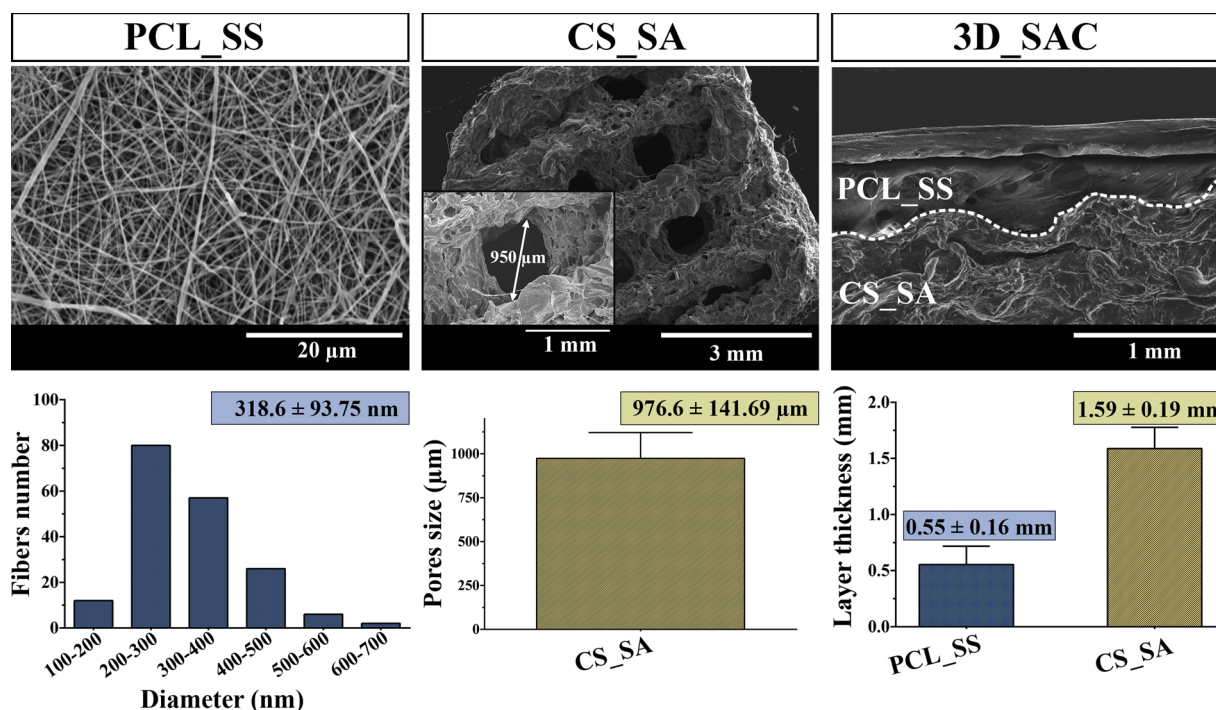 PCL_SS
CS_SA
3D_SAC
950 µm
1 mm
20 µm
3 mm
PCL_SS
CS_SA
1 mm
318.6 ± 93.75 nm
Fibers number
100
80
60
40
20
0
100-200
200-300
300-400
400-500
500-600
600-700
Diameter (nm)
976.6 ± 141.69 µm
Pores size (µm)
1000
750
500
250
0
CS_SA
1.59 ± 0.19 mm
0.55 ± 0.16 mm
Layer thickness (mm)
2.0
1.5
1.0
0.5
0.0
PCL_SS
CS_SA